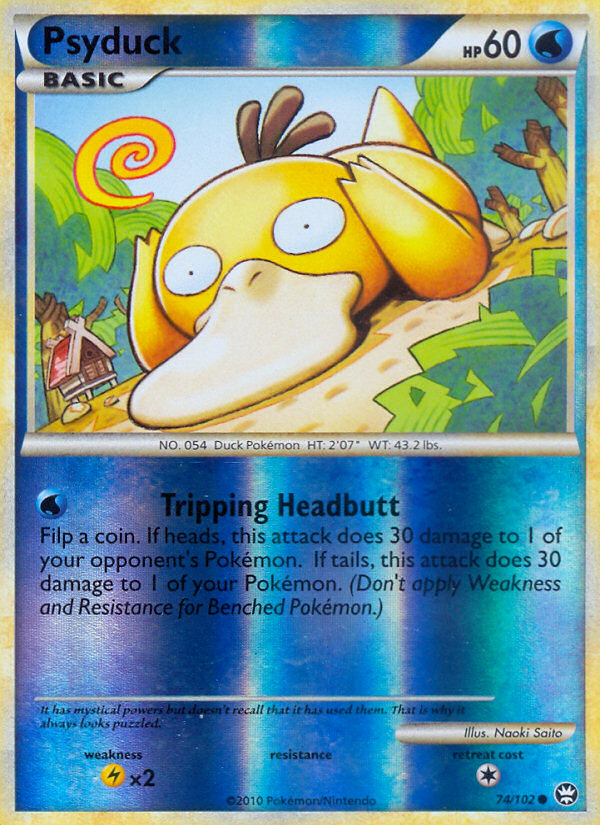 Psyduck
HP 60
BASIC
NO. 054 Duck Pokémon HT: 2'07" WT: 43.2 lbs.
Tripping Headbutt
Filp a coin. If heads, this attack does 30 damage to 1 of
your opponent's Pokémon. If tails, this attack does 30
damage to 1 of your Pokémon. (Don't apply Weakness
and Resistance for Benched Pokémon.)
It has mystical powers but doesn't recall that it has used them. That is why it
always looks puzzled.
Illus. Naoki Saito
weakness resistance retreat cost
×2
©2010 Pokémon/Nintendo 74/102